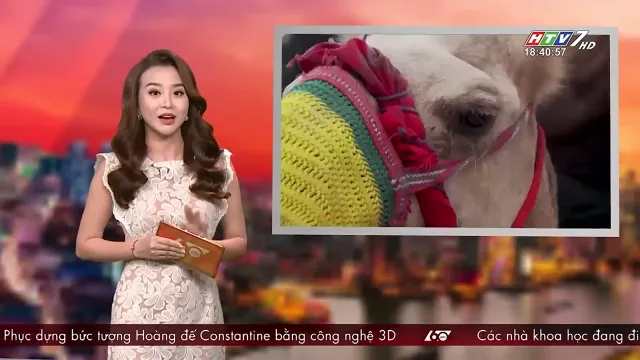 HTV7 HD
18:40:57
Phục dựng bức tượng Hoàng đế Constantine bằng công nghệ 3D 60 Các nhà khoa học đang đi